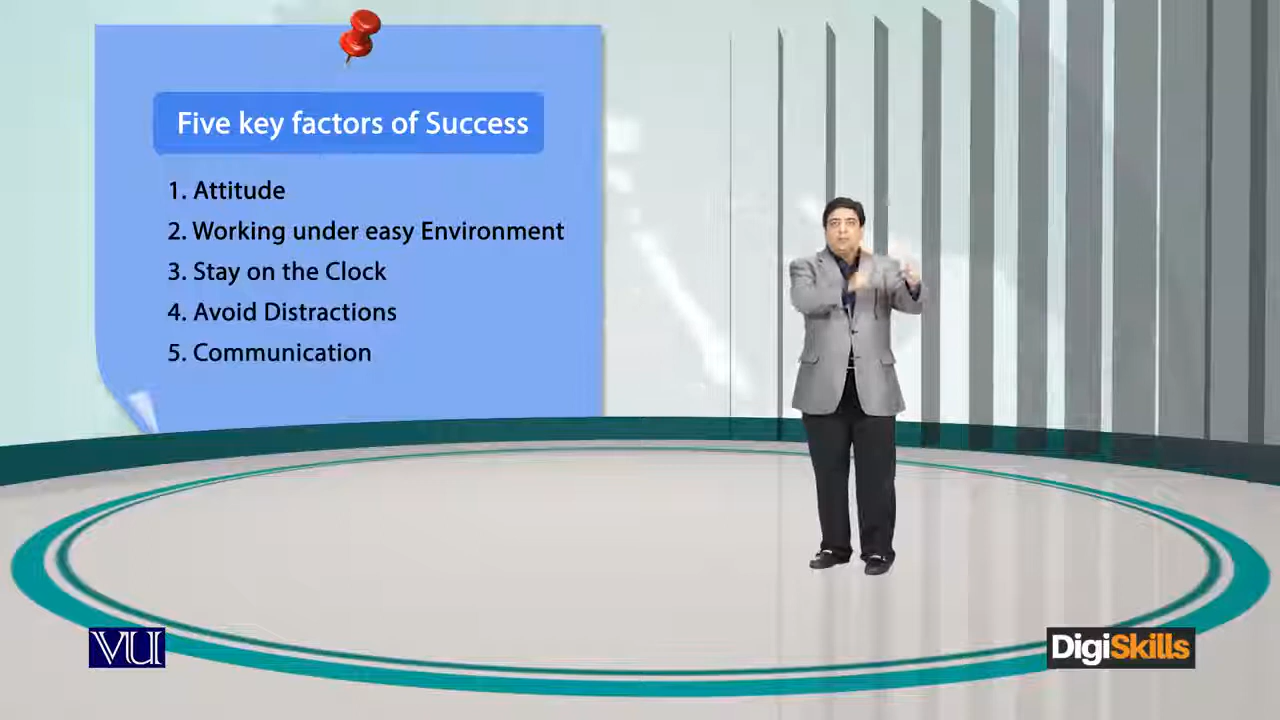 Five key factors of Success
1. Attitude
2. Working under easy Environment
3. Stay on the Clock
4. Avoid Distractions
5. Communication
VU
DigiSkills